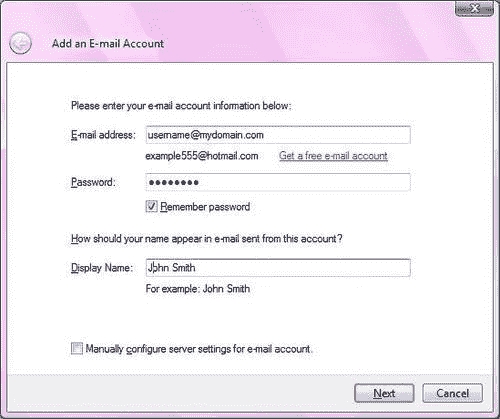 Add an E-mail Account
Please enter your e-mail account information below:
E-mail address: username@mydomain.com
example555@hotmail.com Get a free e-mail account
Password: ●●●●●●●●
Remember password
How should your name appear in e-mail sent from this account?
Display Name: John Smith
For example: John Smith
Manually configure server settings for e-mail account.
Next Cancel